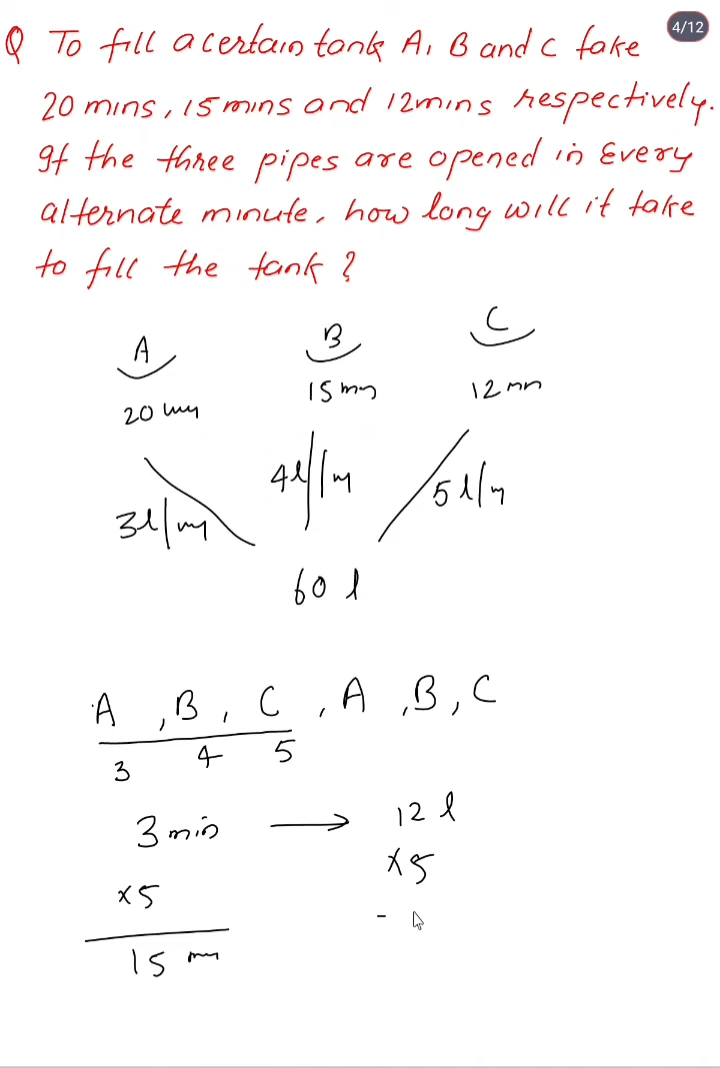 4/12
Q To fill a certain tank A, B and C take
20 mins, 15 mins and 12 mins respectively.
If the three pipes are opened in Every
alternate minute, how long will it take
to fill the tank ?
A B C
20 min 15 min 12 min
3l/m 4l/m 5l/m
60 l
A, B, C, A, B, C
3 4 5
3 min → 12 l
x5 x5
15 min -